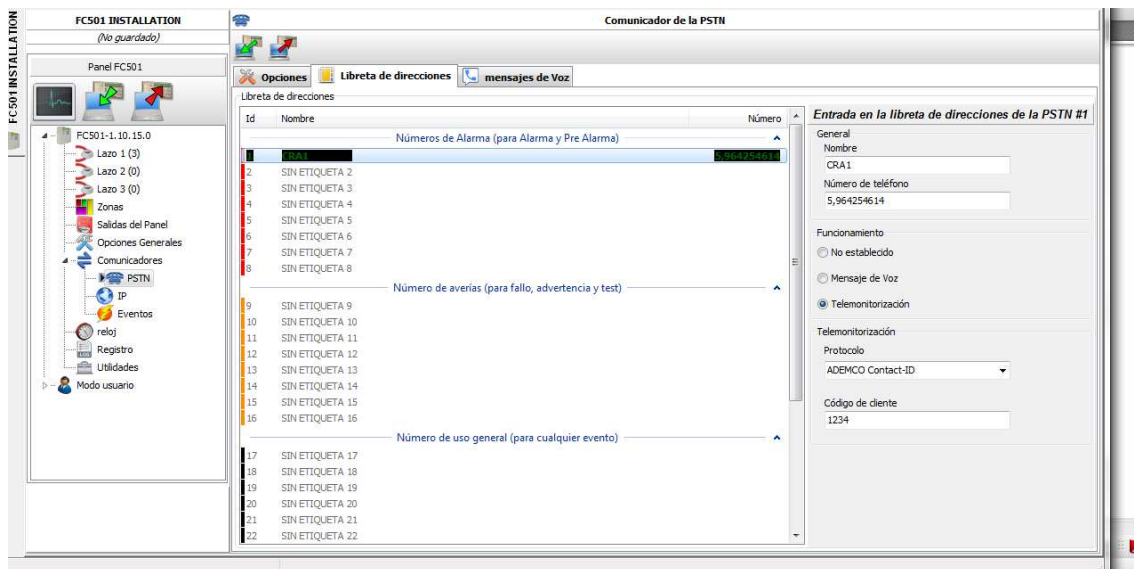 FC501 INSTALLATION
FC501 INSTALLATION
(No guardado)
Panel FC501
FC501-1.10.15.0
Lazo 1 (3)
Lazo 2 (0)
Lazo 3 (0)
Zonas
Salidas del Panel
Opciones Generales
Comunicadores
PSTN
IP
Eventos
reloj
Registro
Utilidades
Modo usuario
Comunicador de la PSTN
Opciones
Libreta de direcciones
mensajes de Voz
Libreta de direcciones
Id Nombre Número
Números de Alarma (para Alarma y Pre Alarma)
1 CRA1 5,964254614
2 SIN ETIQUETA 2
3 SIN ETIQUETA 3
4 SIN ETIQUETA 4
5 SIN ETIQUETA 5
6 SIN ETIQUETA 6
7 SIN ETIQUETA 7
8 SIN ETIQUETA 8
Número de averías (para fallo, advertencia y test)
9 SIN ETIQUETA 9
10 SIN ETIQUETA 10
11 SIN ETIQUETA 11
12 SIN ETIQUETA 12
13 SIN ETIQUETA 13
14 SIN ETIQUETA 14
15 SIN ETIQUETA 15
16 SIN ETIQUETA 16
Número de uso general (para cualquier evento)
17 SIN ETIQUETA 17
18 SIN ETIQUETA 18
19 SIN ETIQUETA 19
20 SIN ETIQUETA 20
21 SIN ETIQUETA 21
22 SIN ETIQUETA 22
Entrada en la libreta de direcciones de la PSTN #1
General
Nombre
CRA1
Número de teléfono
5,964254614
Funcionamiento
No establecido
Mensaje de Voz
Telemonitorización
Telemonitorización
Protocolo
ADEMCO Contact-ID
Código de cliente
1234